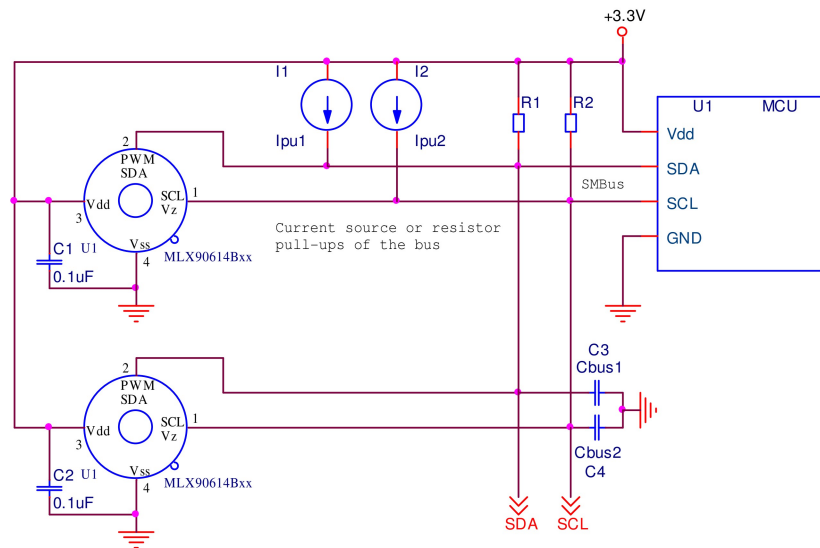 +3.3V
I1
I2
R1
R2
U1
MCU
2
Ipu1
Ipu2
Vdd
PWM
SDA
SDA
SMBus
Vdd
SCL
Vz
1
SCL
3
Current source or resistor
pull-ups of the bus
Vss
GND
C1
U1
4
MLX90614Bxx
0.1uF
C3
Cbus1
2
PWM
SDA
Vdd
SCL
Vz
1
3
Cbus2
C4
Vss
C2
U1
4
MLX90614Bxx
0.1uF
SDA
SCL